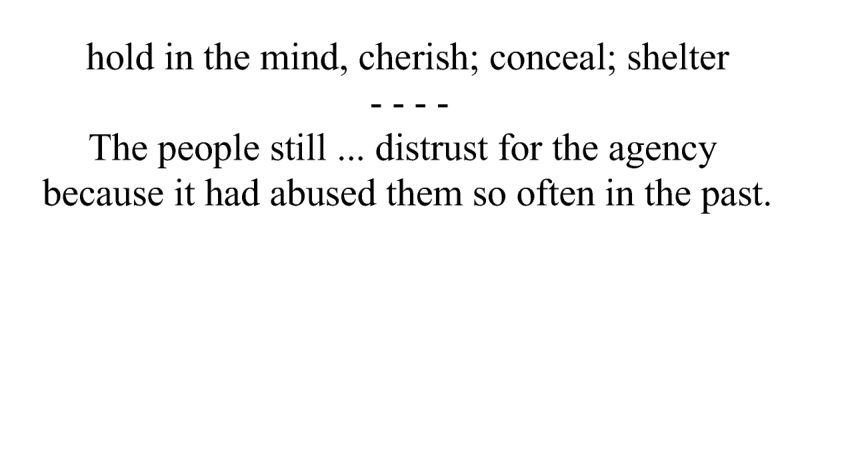 hold in the mind, cherish; conceal; shelter
- - - -
The people still ... distrust for the agency
because it had abused them so often in the past.